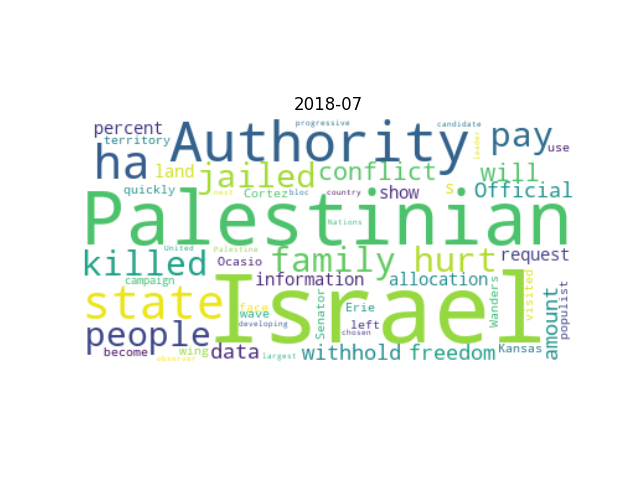 2018-07
progressive candidate
percent Authority pay
territory leader use
ha land jailed conflict will
quickly next Cortez bloc country show s Official
Palestinian
Nations
United Palestine
killed Ocasio family hurt request
campaign information allocation
state Israel
face Senator Erie Wanders visited populist
wave
people developing left amount
chosen
become wing data withhold freedom Kansas
observer largest